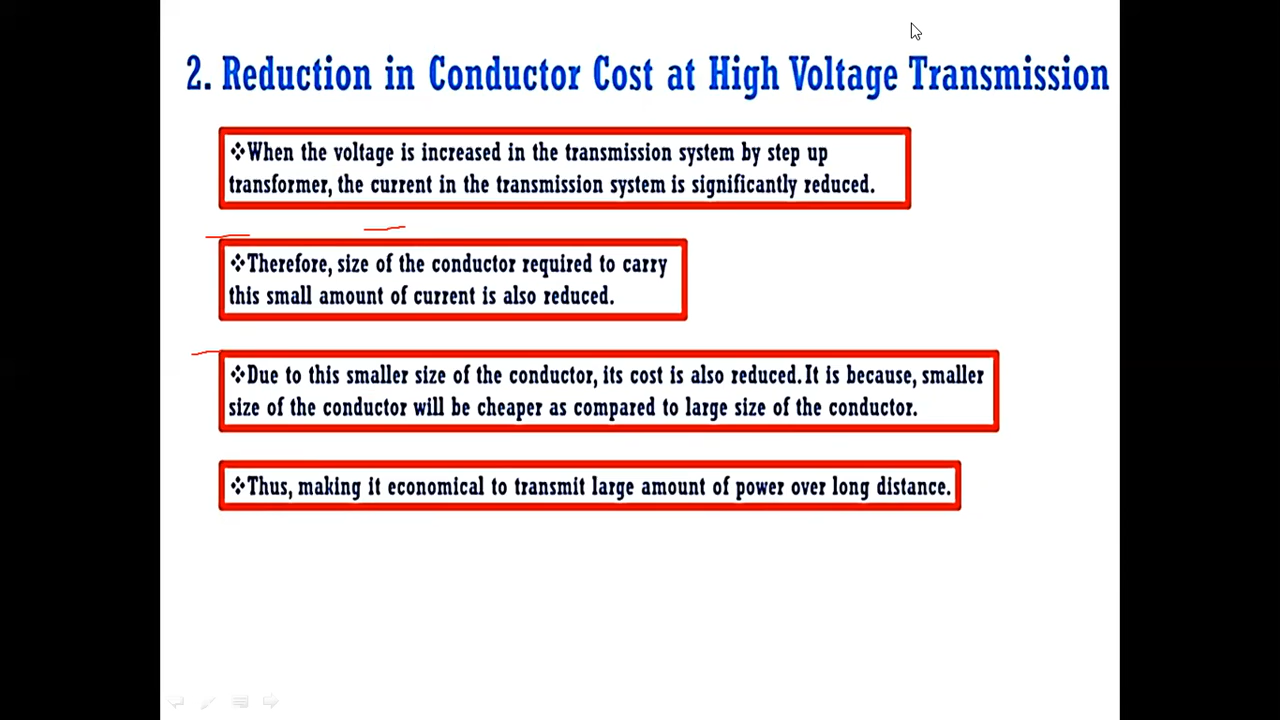 2. Reduction in Conductor Cost at High Voltage Transmission
❖When the voltage is increased in the transmission system by step up
transformer, the current in the transmission system is significantly reduced.
❖Therefore, size of the conductor required to carry
this small amount of current is also reduced.
❖Due to this smaller size of the conductor, its cost is also reduced. It is because, smaller
size of the conductor will be cheaper as compared to large size of the conductor.
❖Thus, making it economical to transmit large amount of power over long distance.